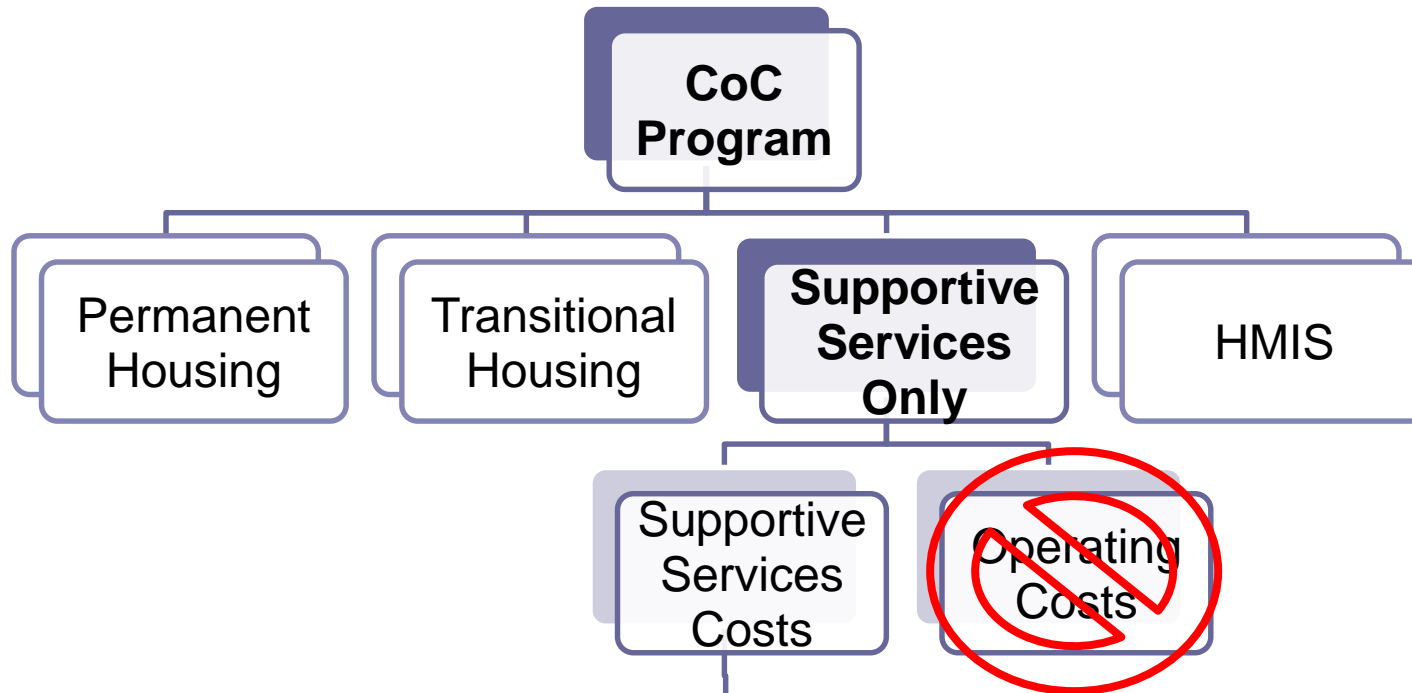 CoC
Program
Permanent
Housing
Transitional
Housing
Supportive
Services
Only
HMIS
Supportive
Services
Costs
Operating
Costs